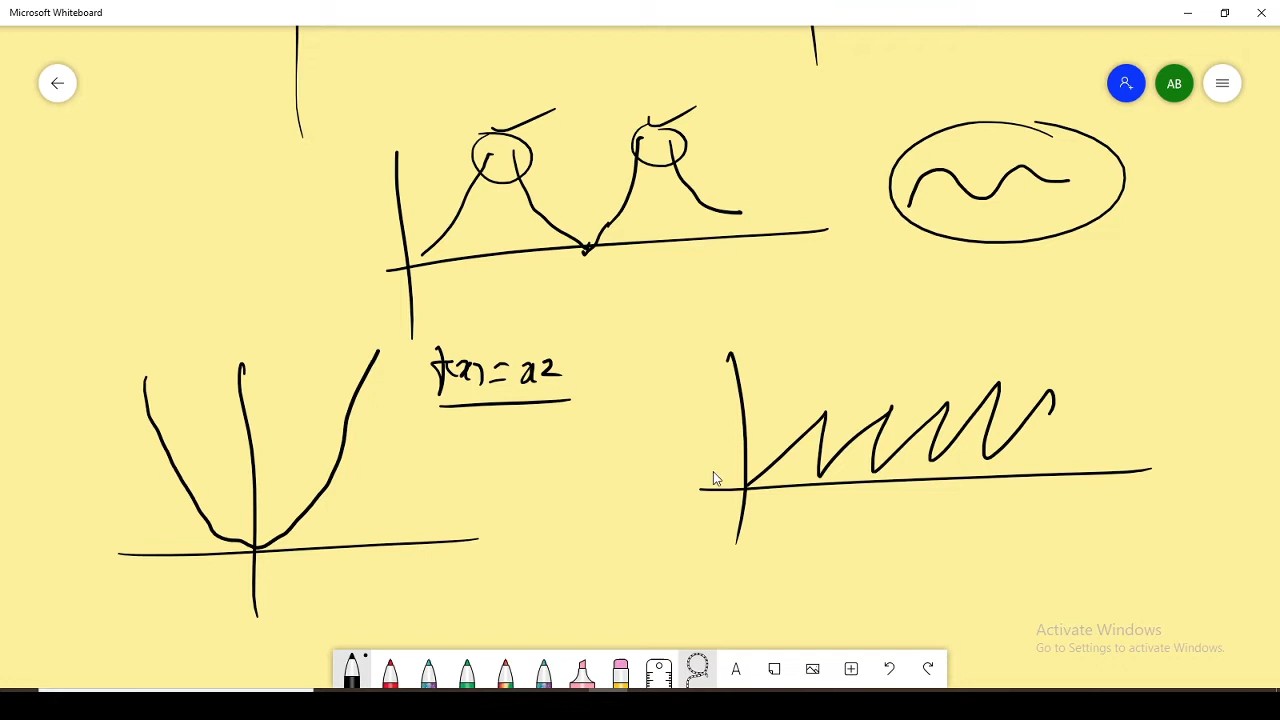 Microsoft Whiteboard
AB
f(x) = x2
Activate Windows
Go to Settings to activate Windows.
A